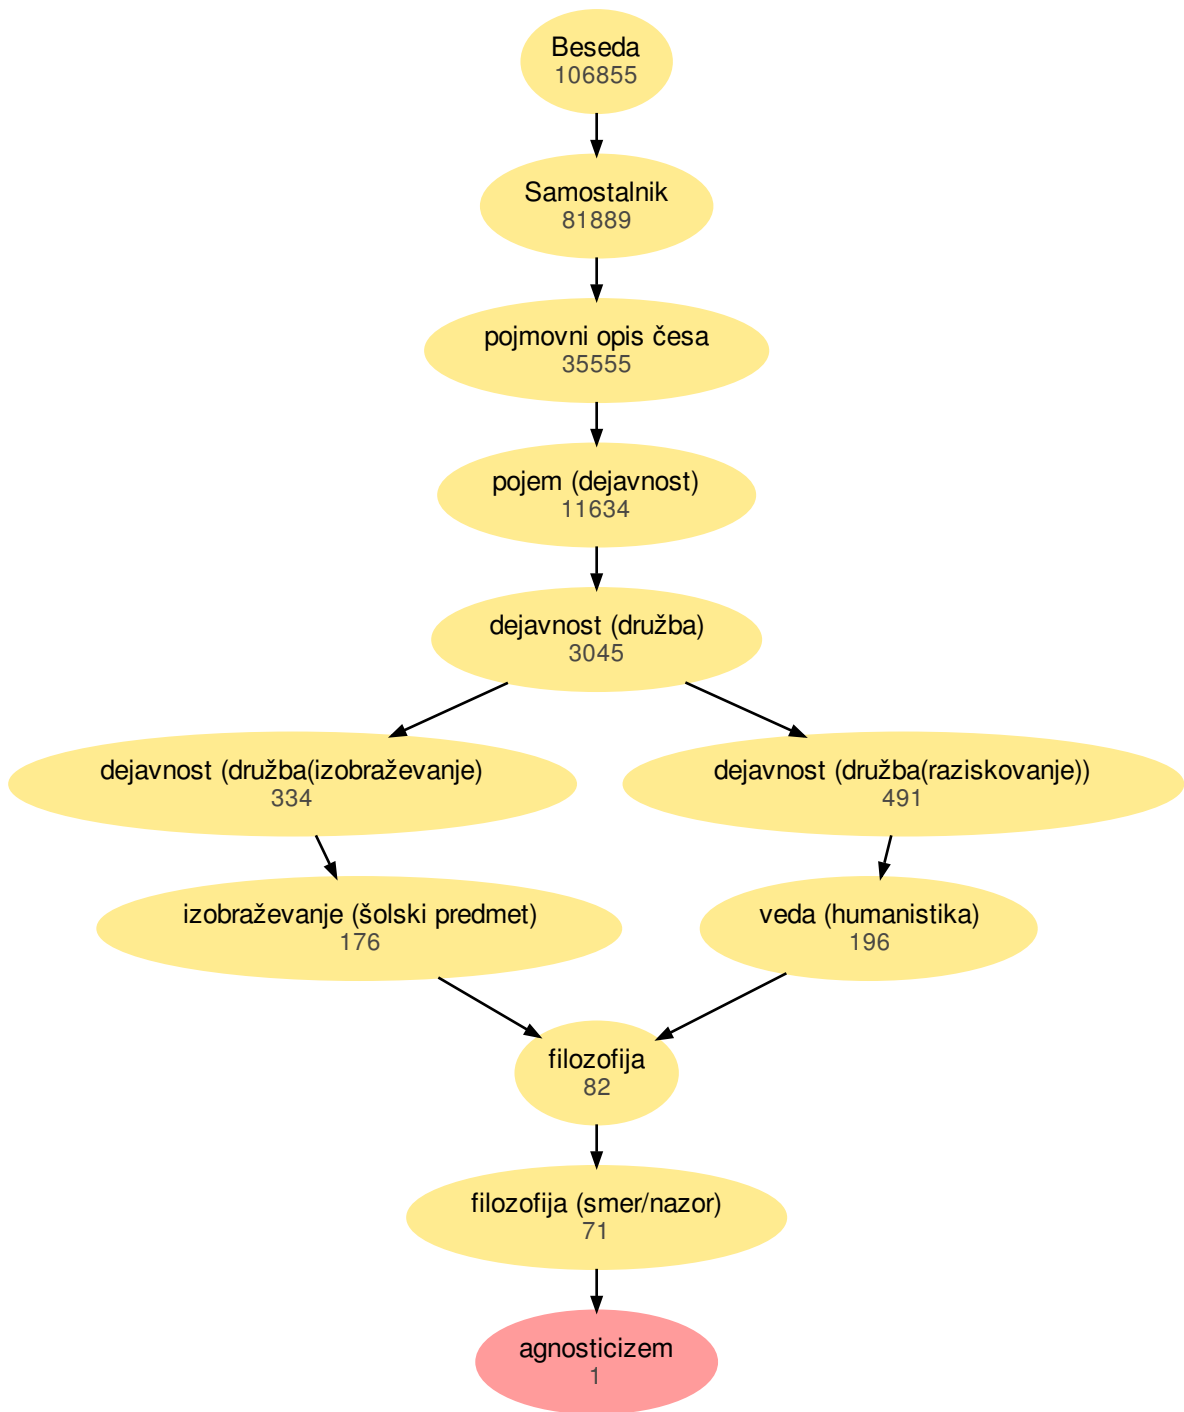 Beseda
106855
Samostalnik
81889
pojmovni opis česa
35555
pojem (dejavnost)
11634
dejavnost (družba)
3045
dejavnost (družba(izobraževanje)
334
dejavnost (družba(raziskovanje))
491
izobraževanje (šolski predmet)
176
veda (humanistika)
196
filozofija
82
filozofija (smer/nazor)
71
agnosticizem
1